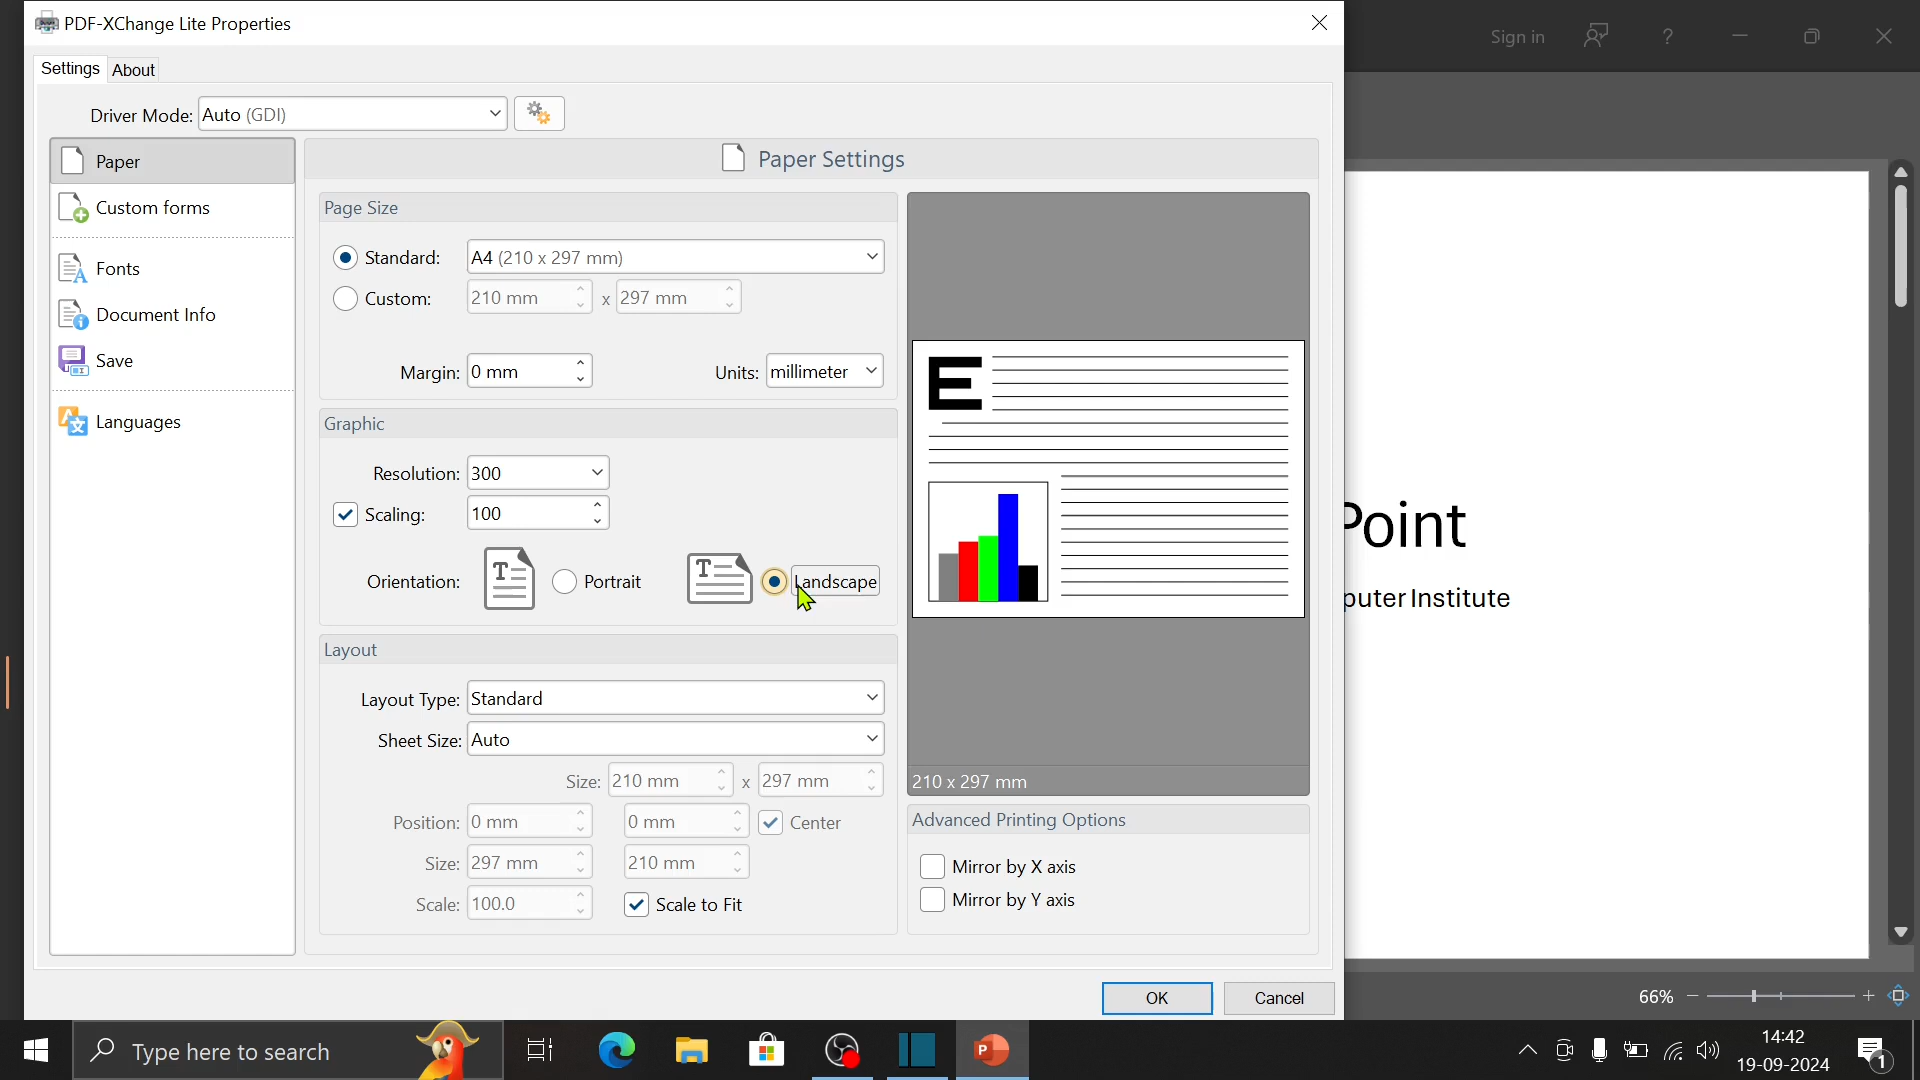 PDF-XChange Lite Properties
Sign in
Settings About
Driver Mode: Auto (GDI)
Paper
Custom forms
Fonts
Document Info
Save
Languages
Paper Settings
Page Size
Standard: A4 (210 x 297 mm)
Custom: 210 mm x 297 mm
Margin: 0 mm Units: millimeter
Graphic
Resolution: 300
Scaling: 100
Orientation: Portrait Landscape
Layout
Layout Type: Standard
Sheet Size: Auto
Size: 210 mm x 297 mm
Position: 0 mm 0 mm Center
Size: 297 mm 210 mm
Scale: 100.0 Scale to Fit
E
210 x 297 mm
Advanced Printing Options
Mirror by X axis
Mirror by Y axis
OK Cancel
Point
puter Institute
66%
Type here to search
14:42
19-09-2024
1